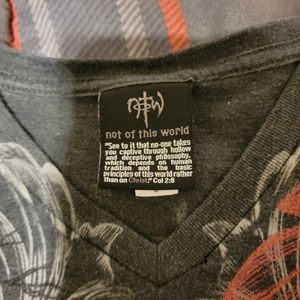 not of this world
"See to it that no-one takes
you captive through hollow
and deceptive philosophy,
which depends on human
tradition and the basic
principles of this world rather
than on Christ." Col 2:8